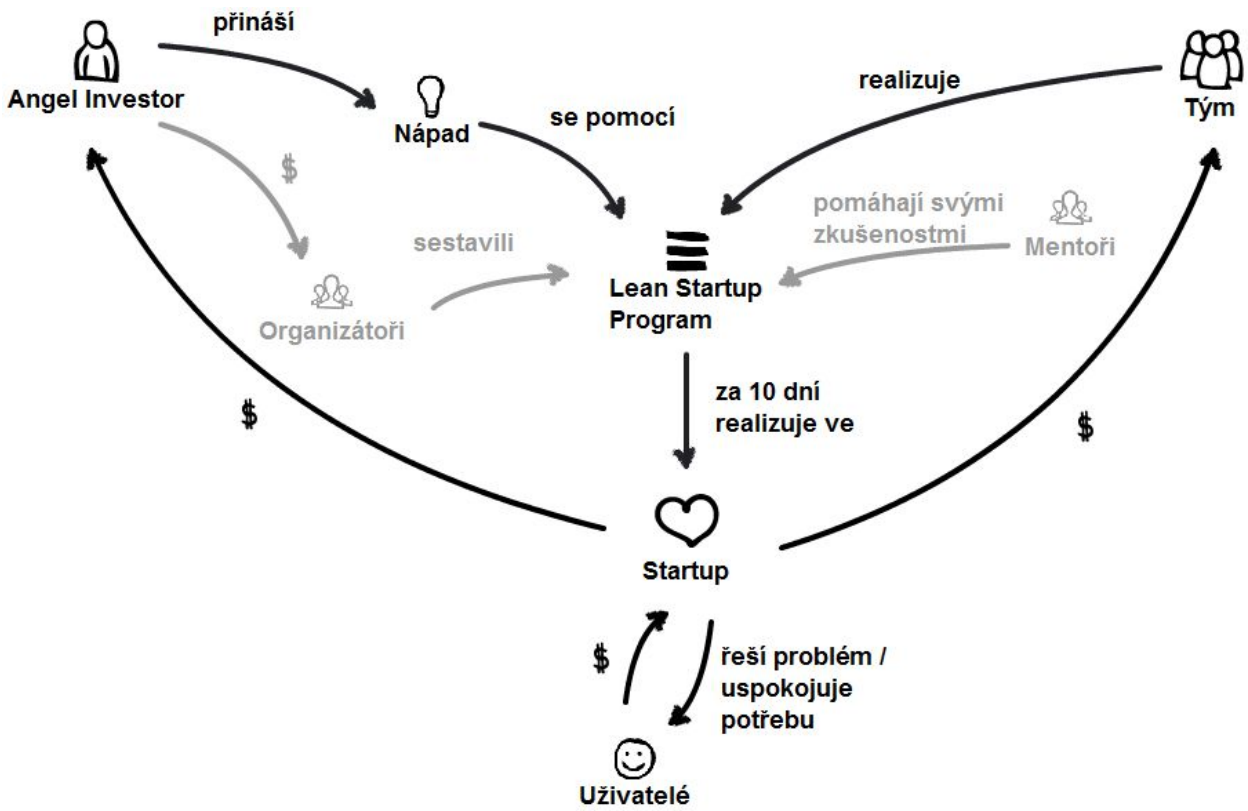 přináší
Angel Investor
Nápad
se pomocí
realizuje
Tým
$
sestavili
pomáhají svými
zkušenostmi
Mentoři
Organizátoři
Lean Startup
Program
$
za 10 dní
realizuje ve
$
Startup
$
řeší problém /
uspokojuje
potřebu
Uživatelé